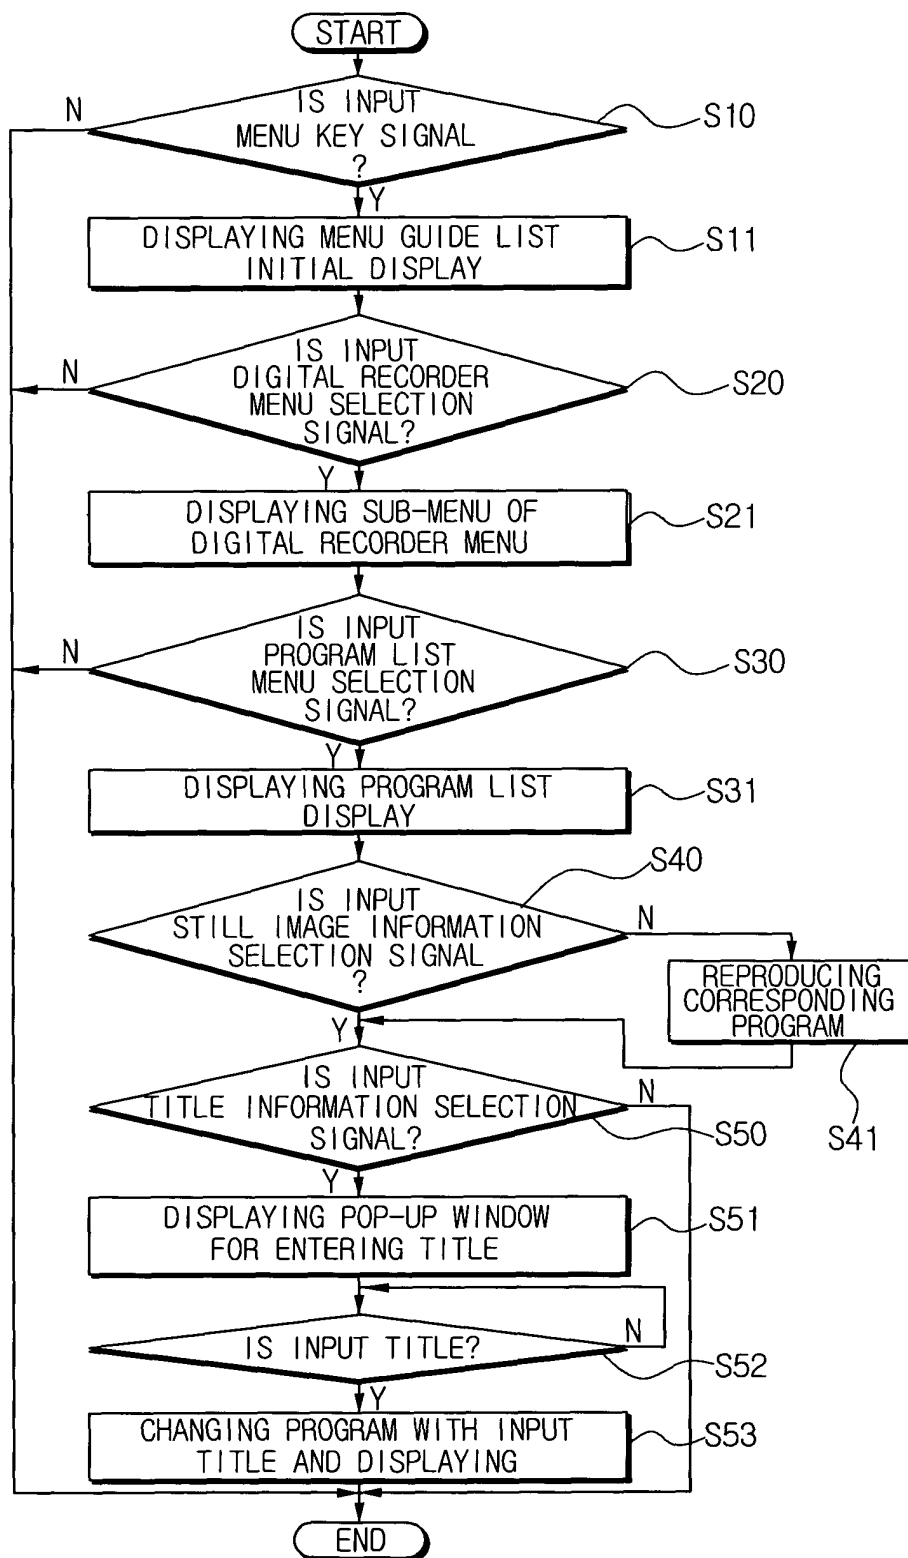 START
IS INPUT
MENU KEY SIGNAL
?
N
S10
Y
DISPLAYING MENU GUIDE LIST
INITIAL DISPLAY
S11
IS INPUT
DIGITAL RECORDER
MENU SELECTION
SIGNAL?
N
S20
Y
DISPLAYING SUB-MENU OF
DIGITAL RECORDER MENU
S21
IS INPUT
PROGRAM LIST
MENU SELECTION
SIGNAL?
N
S30
Y
DISPLAYING PROGRAM LIST
DISPLAY
S31
S40
IS INPUT
STILL IMAGE INFORMATION
SELECTION SIGNAL
?
N
Y
REPRODUCING
CORRESPONDING
PROGRAM
S41
IS INPUT
TITLE INFORMATION SELECTION
SIGNAL?
N
S50
Y
DISPLAYING POP-UP WINDOW
FOR ENTERING TITLE
S51
IS INPUT TITLE?
N
S52
Y
CHANGING PROGRAM WITH INPUT
TITLE AND DISPLAYING
S53
END